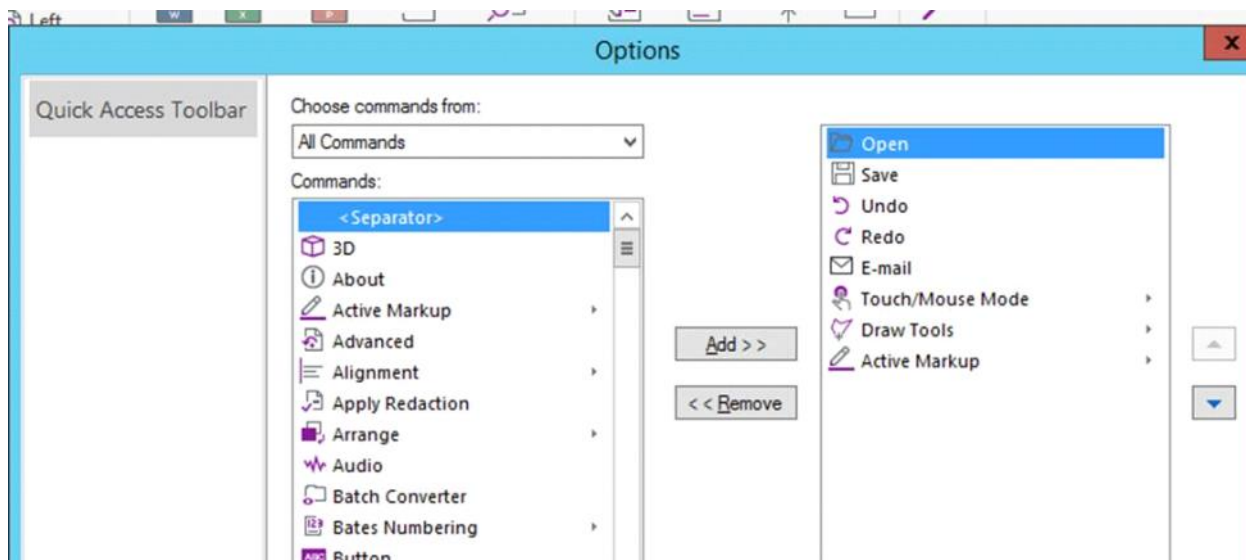 Left
W
X
P
Options
X
Quick Access Toolbar
Choose commands from:
All Commands
Commands:
<Separator>
3D
About
Active Markup
Advanced
Alignment
Apply Redaction
Arrange
Audio
Batch Converter
Bates Numbering
Button
Add > >
< < Remove
Open
Save
Undo
Redo
E-mail
Touch/Mouse Mode
Draw Tools
Active Markup